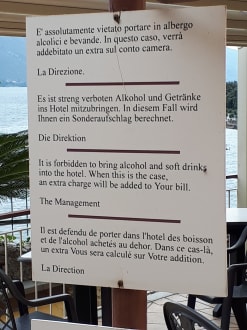 E' assolutamente vietato portare in albergo
alcolici e bevande. In questo caso, verrà
addebitato un extra sul conto camera.
La Direzione.
Es ist streng verboten Alkohol und Getränke
ins Hotel mitzubringen. In diesem Fall wird
Ihnen ein Sonderaufschlag berechnet.
Die Direktion
It is forbidden to bring alcohol and soft drinks
into the hotel. When this is the case,
an extra charge will be added to Your bill.
The Management
Il est defendu de porter dans l'hotel des boisson
et de l'alcohol achetés au dehor. Dans ce cas-là,
un extra Vous sera calculé sur Votre addition.
La Direction